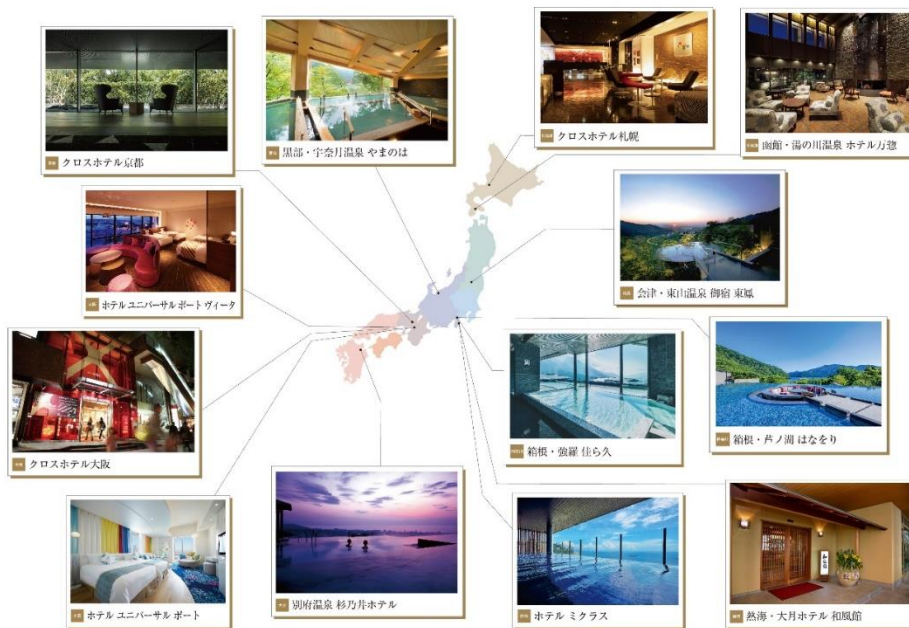 クロスホテル京都
黒部・宇奈月温泉 やまのは
クロスホテル札幌
函館・湯の川温泉 ホテル万惣
ホテル ユニバーサル ポート ヴィータ
会津・東山温泉 御宿 東鳳
クロスホテル大阪
箱根・強羅 佳ら久
箱根・芦ノ湖 はなをり
ホテル ユニバーサル ポート
別府温泉 杉乃井ホテル
ホテル ミクラス
熱海・大月ホテル 和風館